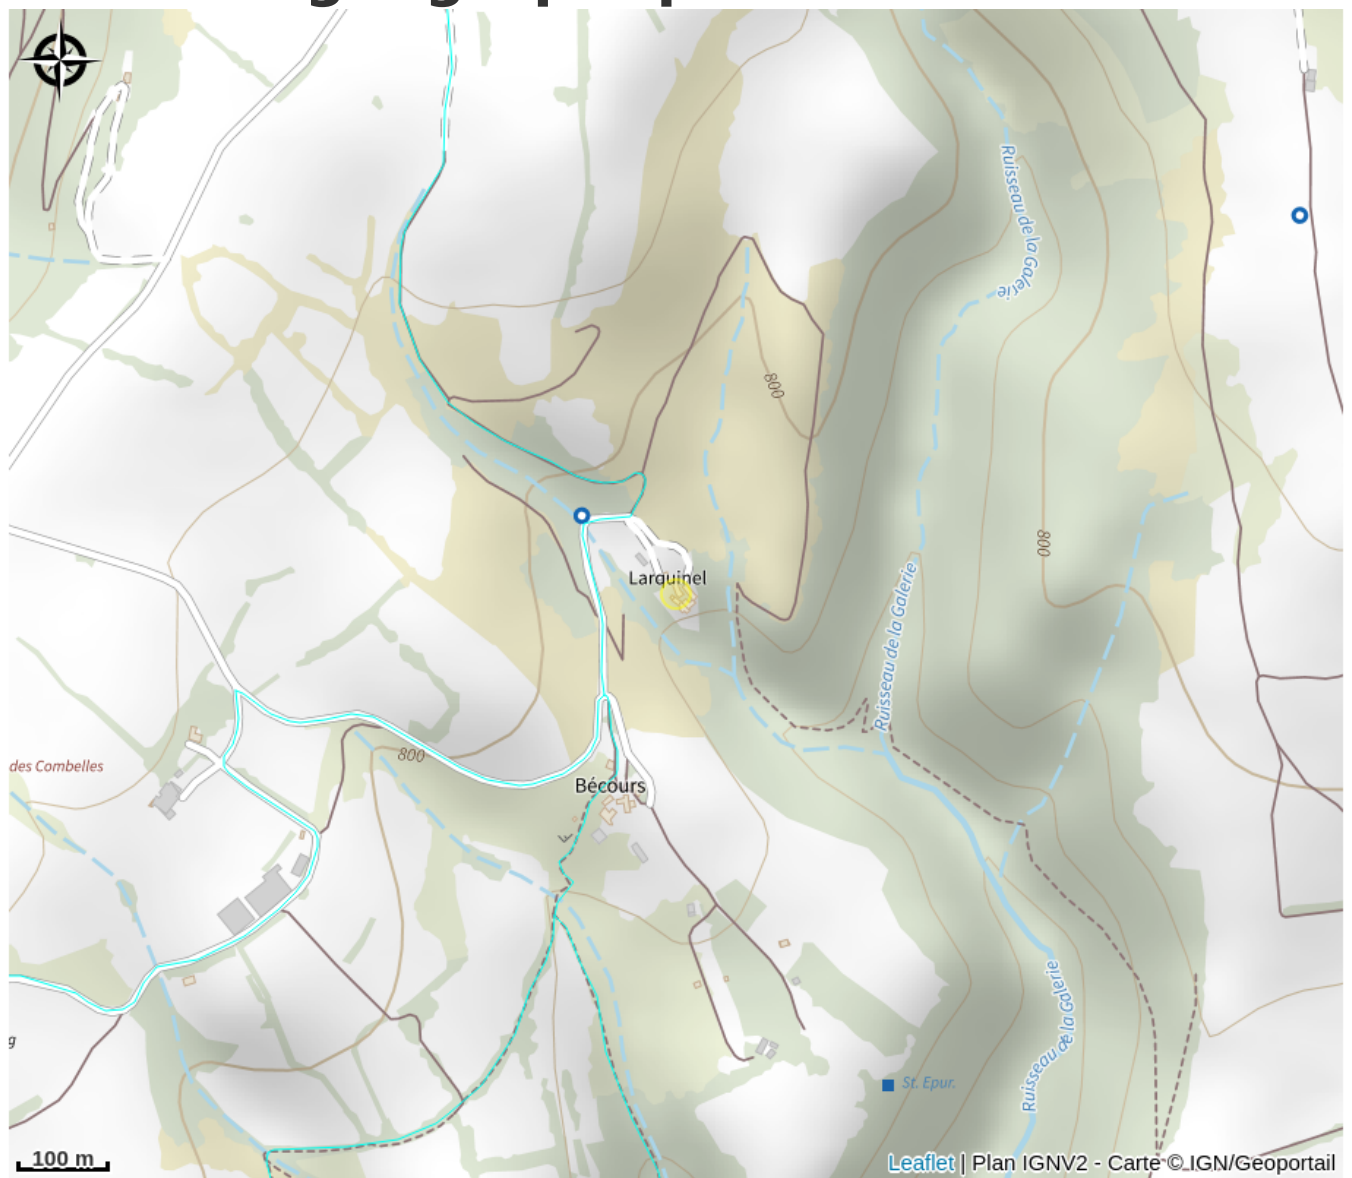 Ruisseau de la Galerie
800
800
Larquinel
Ruisseau de la Galerie
800
des Combelles
Bécours
Ruisseau de la Galerie
g
St. Epur.
100 m
Leaflet | Plan IGNV2 - Carte © IGN/Geoportail